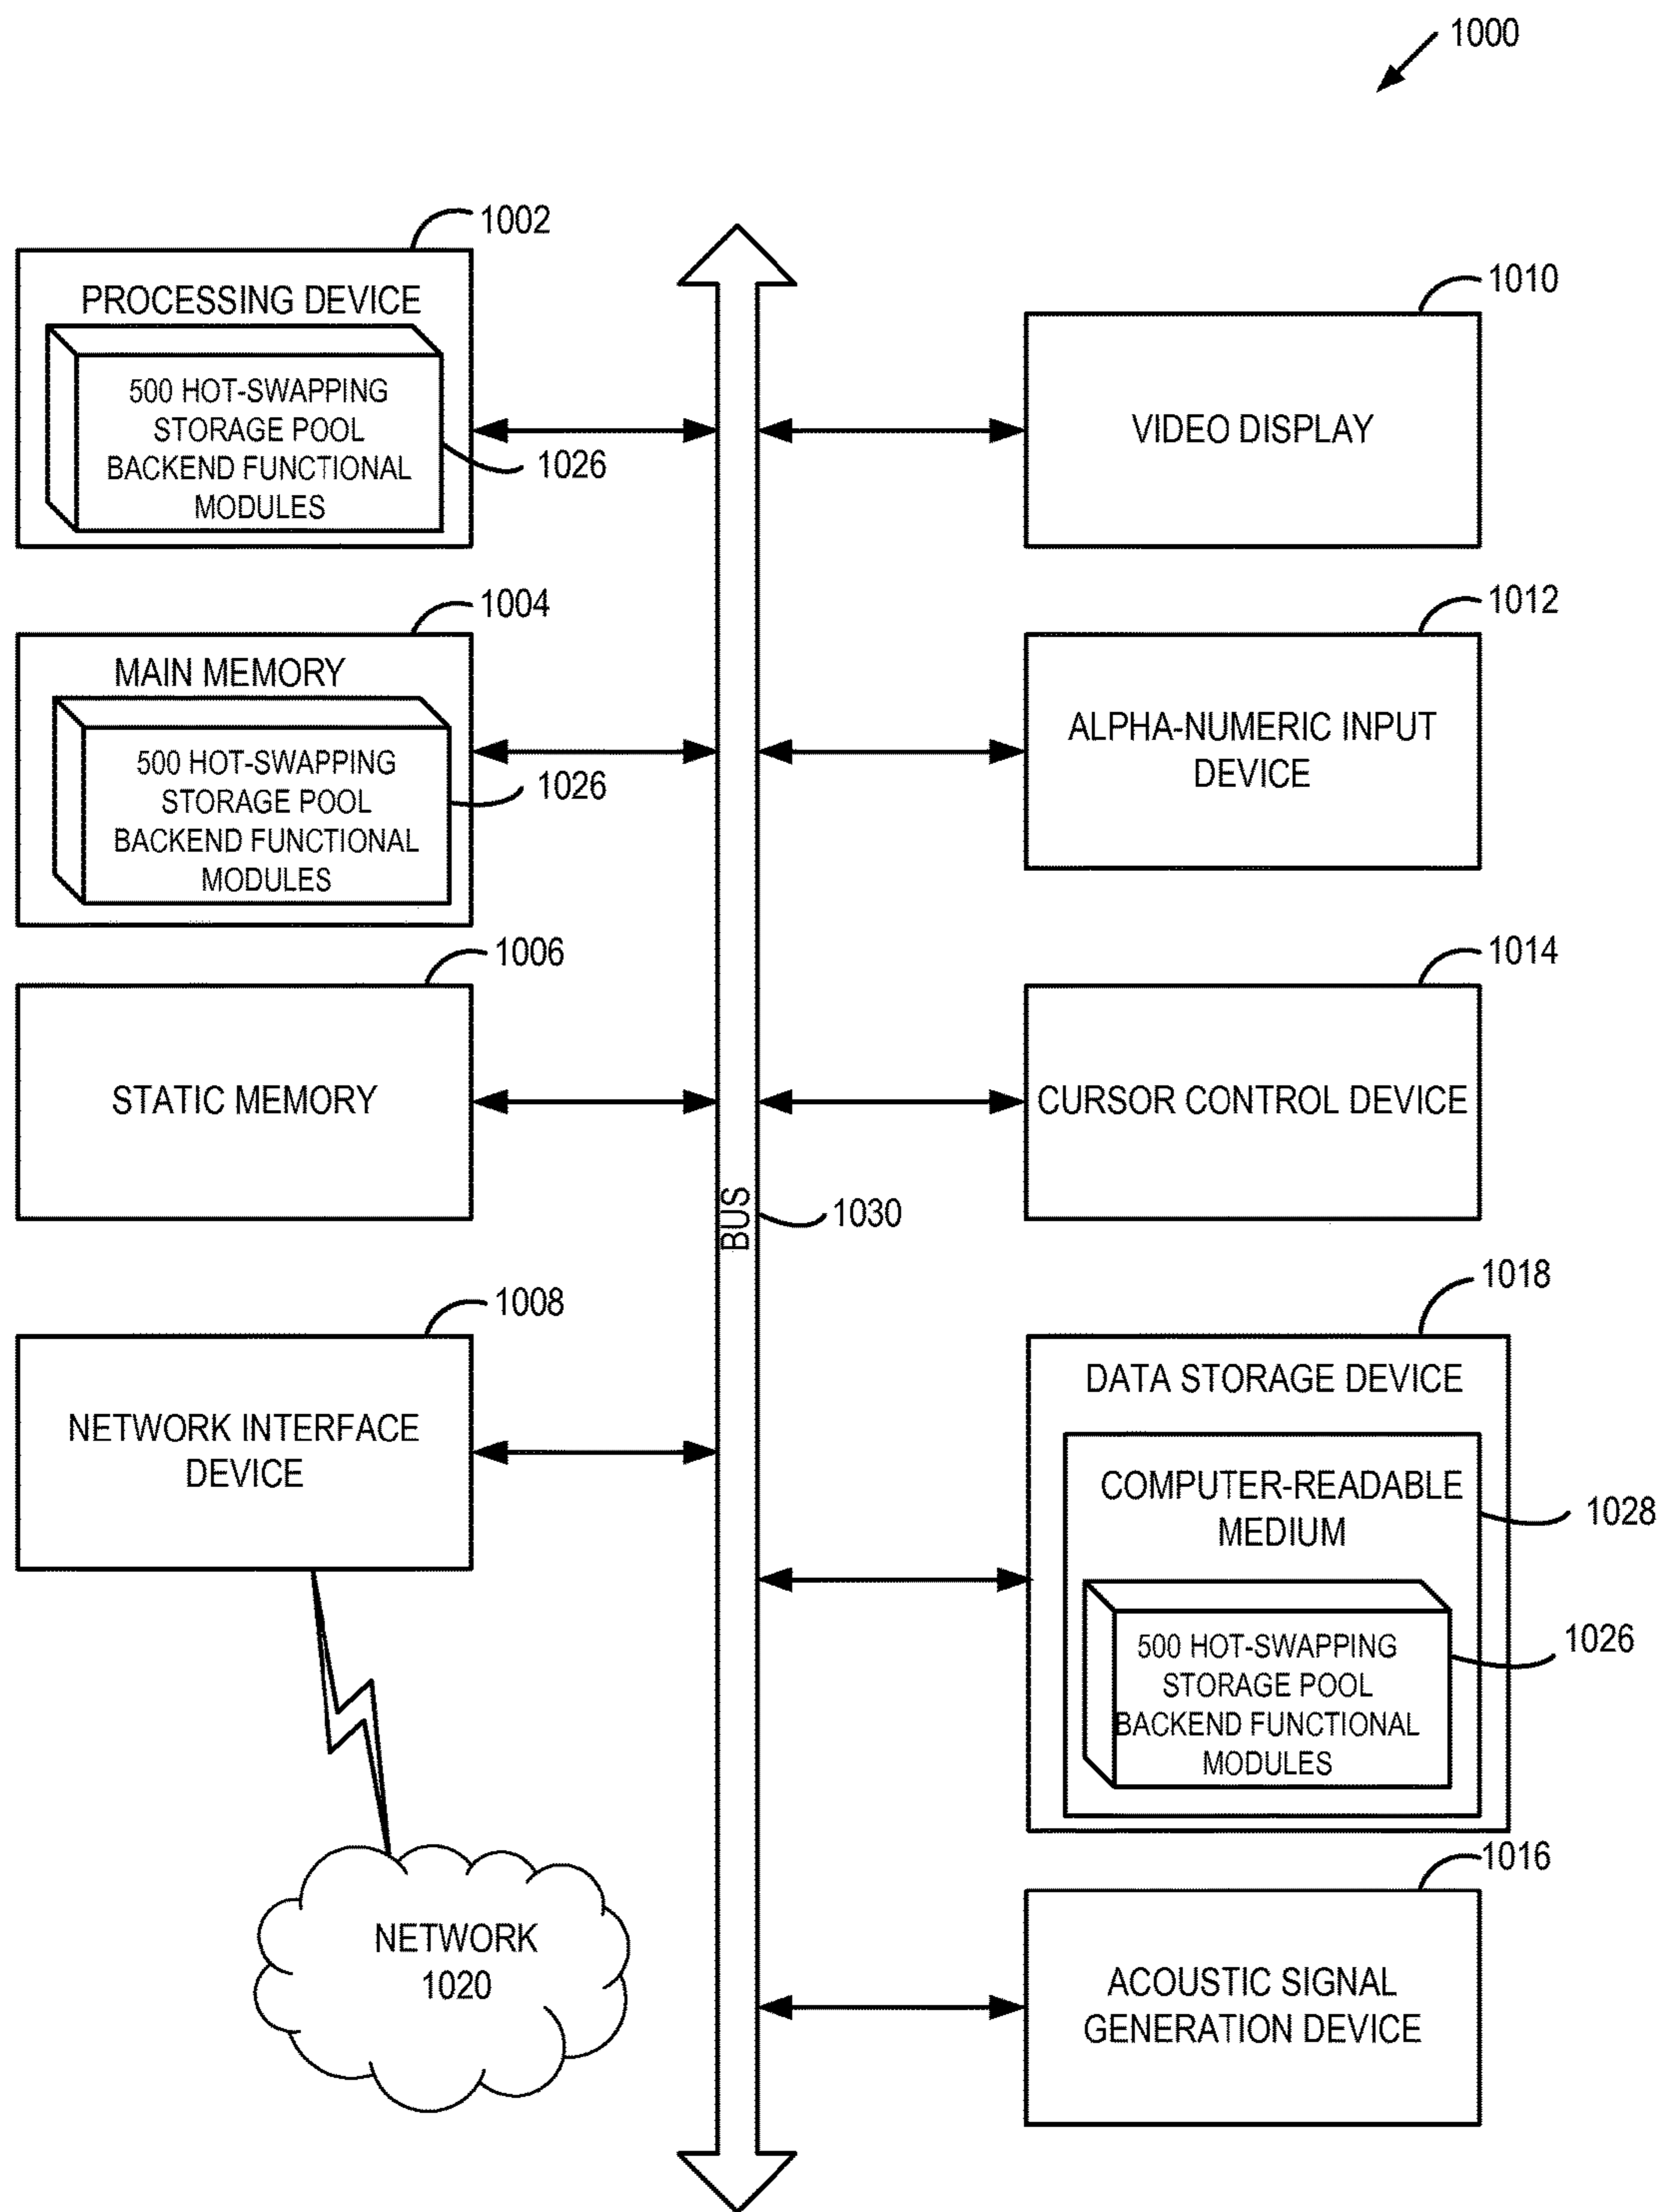 1000
1002
PROCESSING DEVICE
500 HOT-SWAPPING
STORAGE POOL
BACKEND FUNCTIONAL
MODULES
1026
1004
MAIN MEMORY
500 HOT-SWAPPING
STORAGE POOL
BACKEND FUNCTIONAL
MODULES
1026
1006
STATIC MEMORY
1008
NETWORK INTERFACE
DEVICE
NETWORK
1020
BUS
1030
1010
VIDEO DISPLAY
1012
ALPHA-NUMERIC INPUT
DEVICE
1014
CURSOR CONTROL DEVICE
1018
DATA STORAGE DEVICE
COMPUTER-READABLE
MEDIUM
1028
500 HOT-SWAPPING
STORAGE POOL
BACKEND FUNCTIONAL
MODULES
1026
1016
ACOUSTIC SIGNAL
GENERATION DEVICE